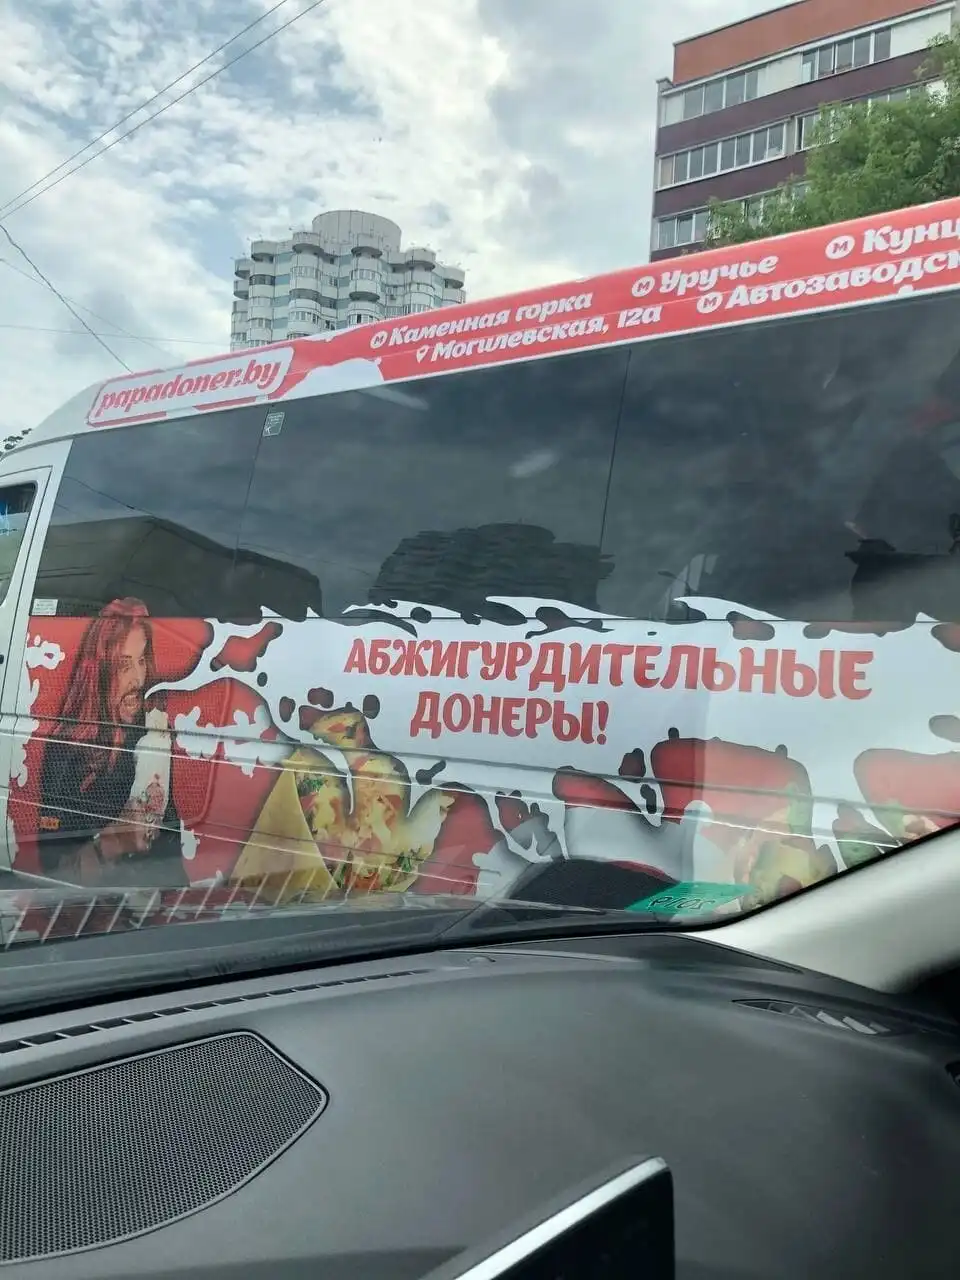 papadoner.by
Каменная горка
Уручье
Кунц
Могилевская, 12а
Автозаводск
АБЖИГУРДИТЕЛЬНЫЕ
ДОНЕРЫ!